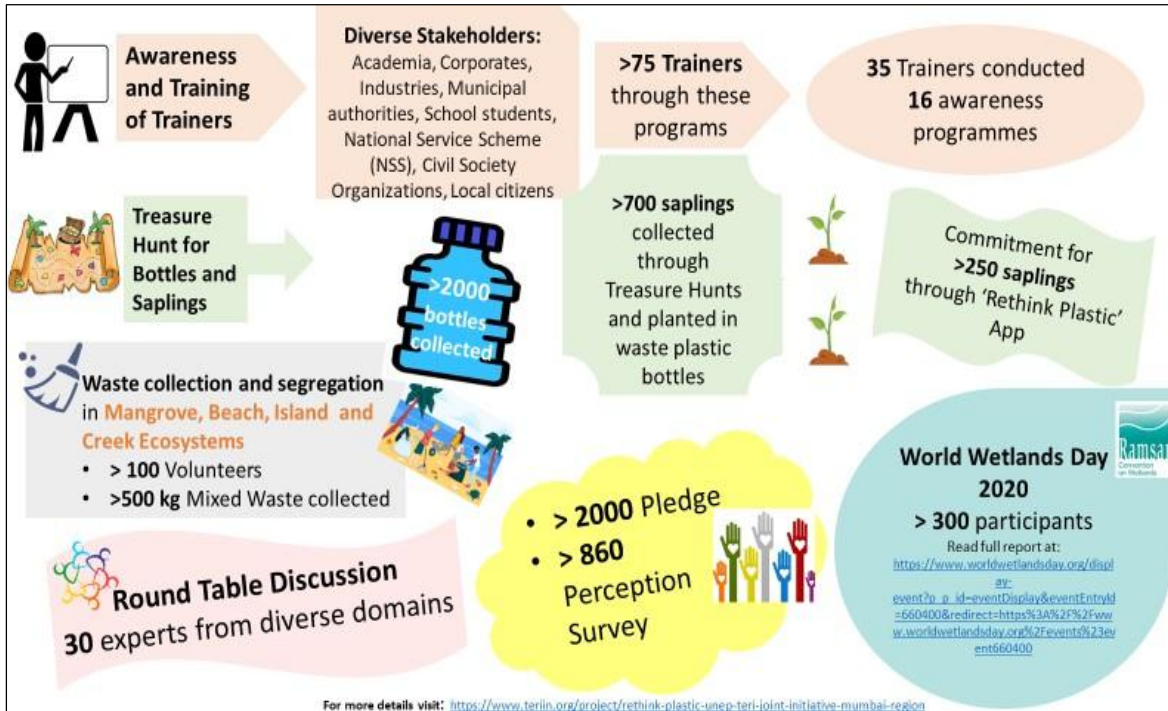 Awareness
and Training
of Trainers
Diverse Stakeholders:
Academia, Corporates,
Industries, Municipal
authorities, School students,
National Service Scheme
(NSS), Civil Society
Organizations, Local citizens
>75 Trainers
through these
programs
35 Trainers conducted
16 awareness
programmes
Treasure
Hunt for
Bottles and
Saplings
>2000
bottles
collected
>700 saplings
collected
through
Treasure Hunts
and planted in
waste plastic
bottles
Commitment for
>250 saplings
through ‘Rethink Plastic’
App
Waste collection and segregation
in Mangrove, Beach, Island and
Creek Ecosystems
• > 100 Volunteers
• >500 kg Mixed Waste collected
Round Table Discussion
30 experts from diverse domains
• > 2000 Pledge
• > 860
Perception
Survey
Ramsar
Convention
on Wetlands
World Wetlands Day
2020
> 300 participants
Read full report at:
https://www.worldwetlandsday.org/displ
ay-
event?p_p_id=eventDisplay&eventEntryId
=660400&redirect=https%3A%2F%2Fww
w.worldwetlandsday.org%2Fevents%23ev
ent660400
For more details visit: https://www.teriin.org/project/rethink-plastic-unep-teri-joint-initiative-mumbai-region